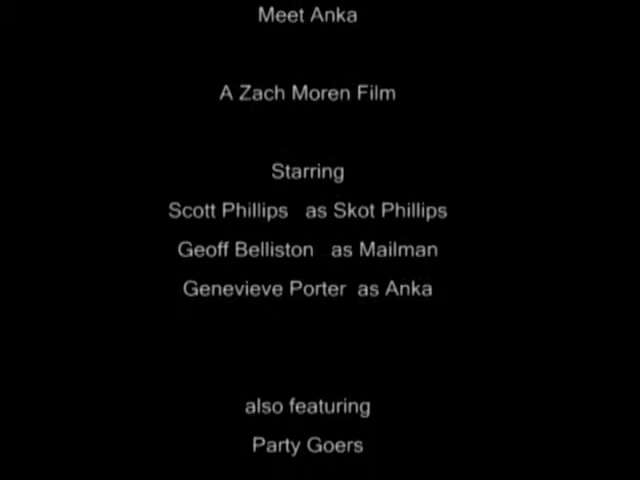 Meet Anka
A Zach Moren Film
Starring
Scott Phillips as Skot Phillips
Geoff Belliston as Mailman
Genevieve Porter as Anka
also featuring
Party Goers